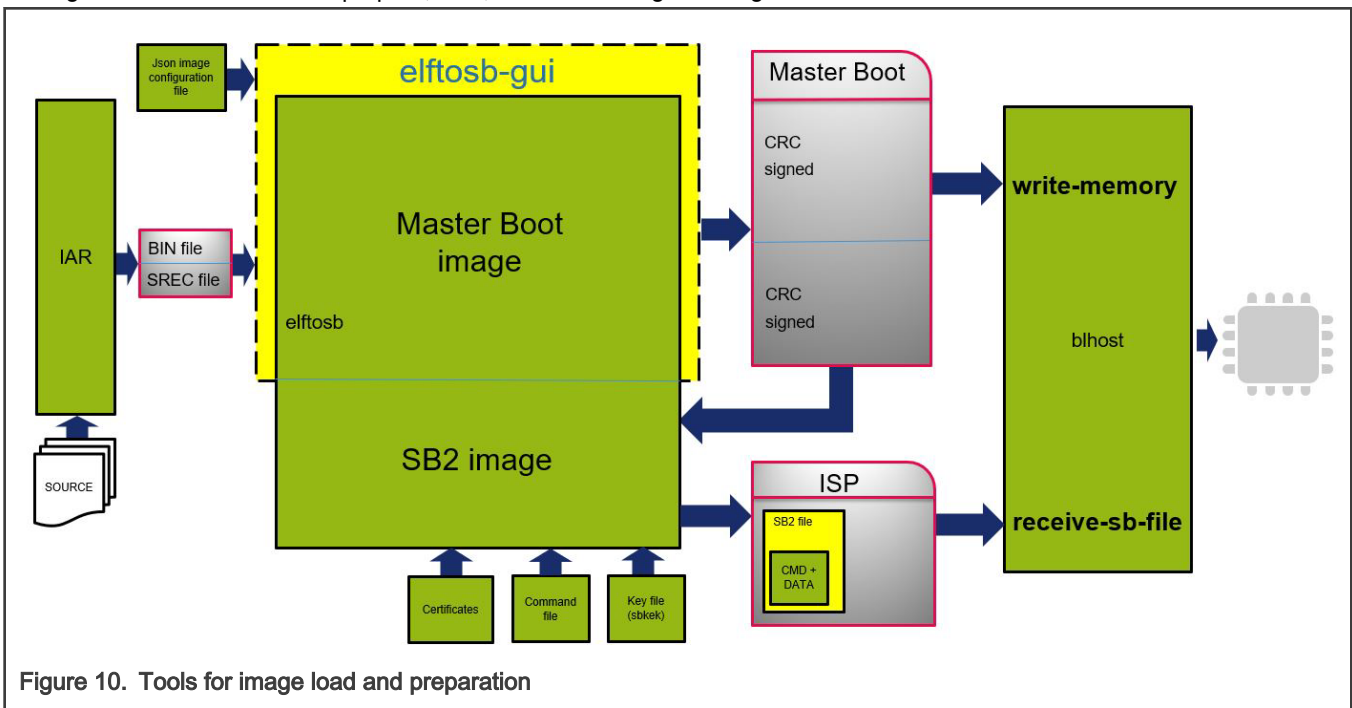 Json image
configuration
file
elftosb-gui
Master Boot
CRC
signed
CRC
signed
IAR
BIN file
SREC file
Master Boot
image
elftosb
SB2 image
SOURCE
Certificates
Command
file
Key file
(sbkek)
ISP
SB2 file
CMD +
DATA
write-memory
blhost
receive-sb-file
Figure 10. Tools for image load and preparation